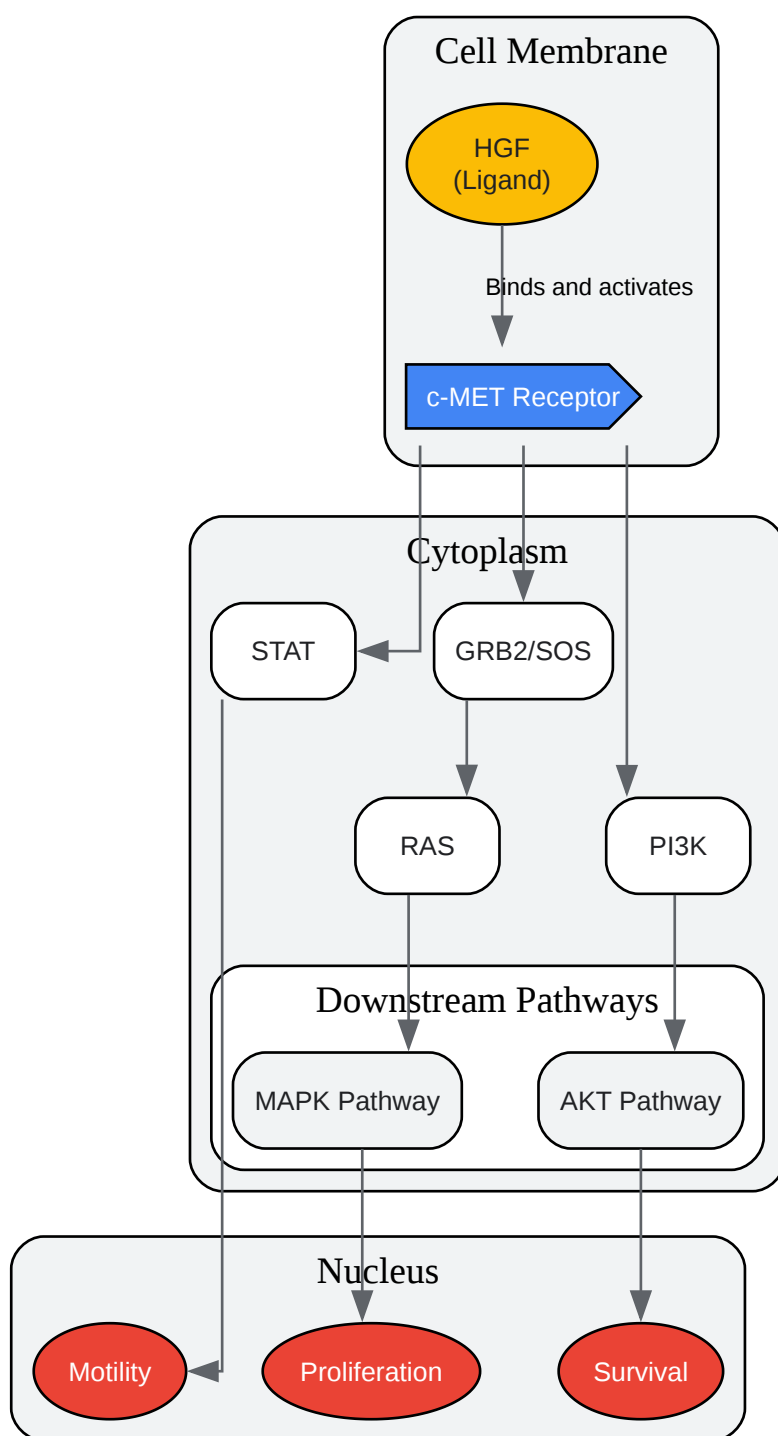 Cell Membrane
HGF
(Ligand)
Binds and activates
c-MET Receptor
Cytoplasm
STAT
GRB2/SOS
RAS
PI3K
Downstream Pathways
MAPK Pathway
AKT Pathway
Nucleus
Motility
Proliferation
Survival